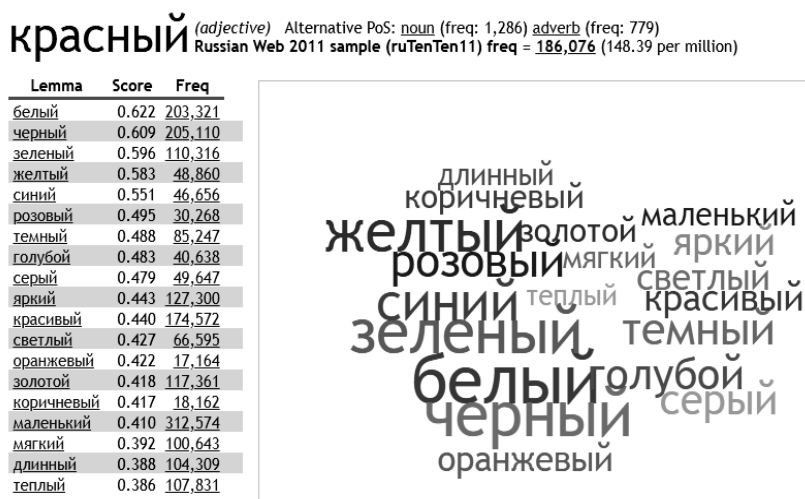 красный (adjective) Alternative PoS: noun (freq: 1,286) adverb (freq: 779)
Russian Web 2011 sample (ruTenTen11) freq = 186,076 (148.39 per million)
Lemma Score Freq
белый 0.622 203,321
черный 0.609 205,110
зеленый 0.596 110,316
желтый 0.583 48,860
синий 0.551 46,656
розовый 0.495 30,268
темный 0.488 85,247
голубой 0.483 40,638
серый 0.479 49,647
яркий 0.443 127,300
красивый 0.440 174,572
светлый 0.427 66,595
оранжевый 0.422 17,164
золотой 0.418 117,361
коричневый 0.417 18,162
маленький 0.410 312,574
мягкий 0.392 100,643
длинный 0.388 104,309
теплый 0.386 107,831
длинный
коричневый
желтый золотой маленький
розовый мягкий яркий
светлый
синий теплый красивый
зеленый темный
белый голубой
черный серый
оранжевый